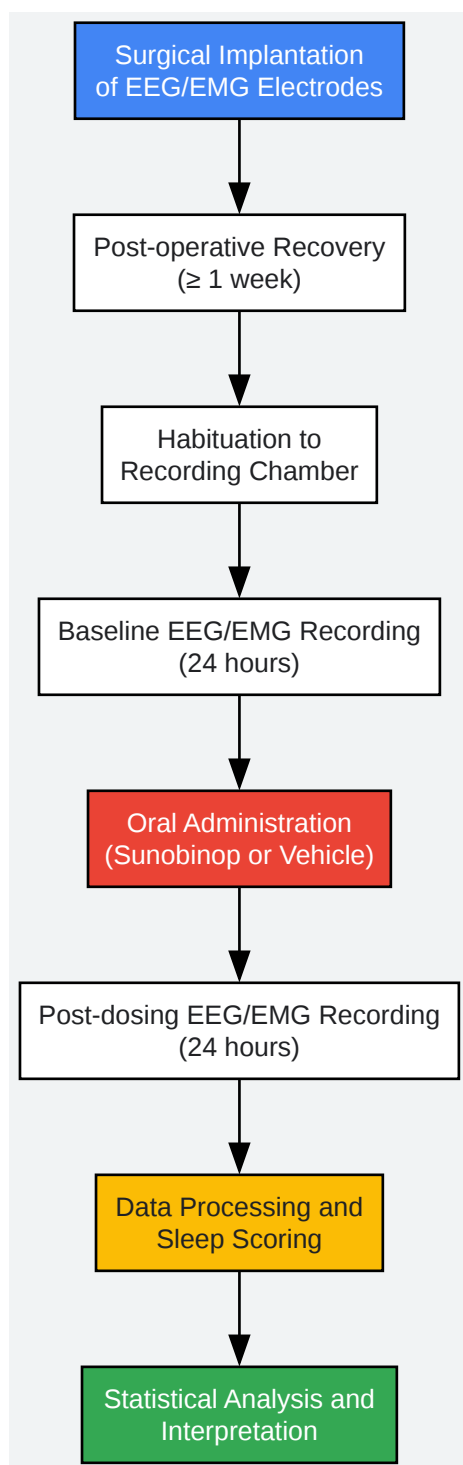 Surgical Implantation
of EEG/EMG Electrodes
Post-operative Recovery
(≥ 1 week)
Habituation to
Recording Chamber
Baseline EEG/EMG Recording
(24 hours)
Oral Administration
(Sunobinop or Vehicle)
Post-dosing EEG/EMG Recording
(24 hours)
Data Processing and
Sleep Scoring
Statistical Analysis and
Interpretation